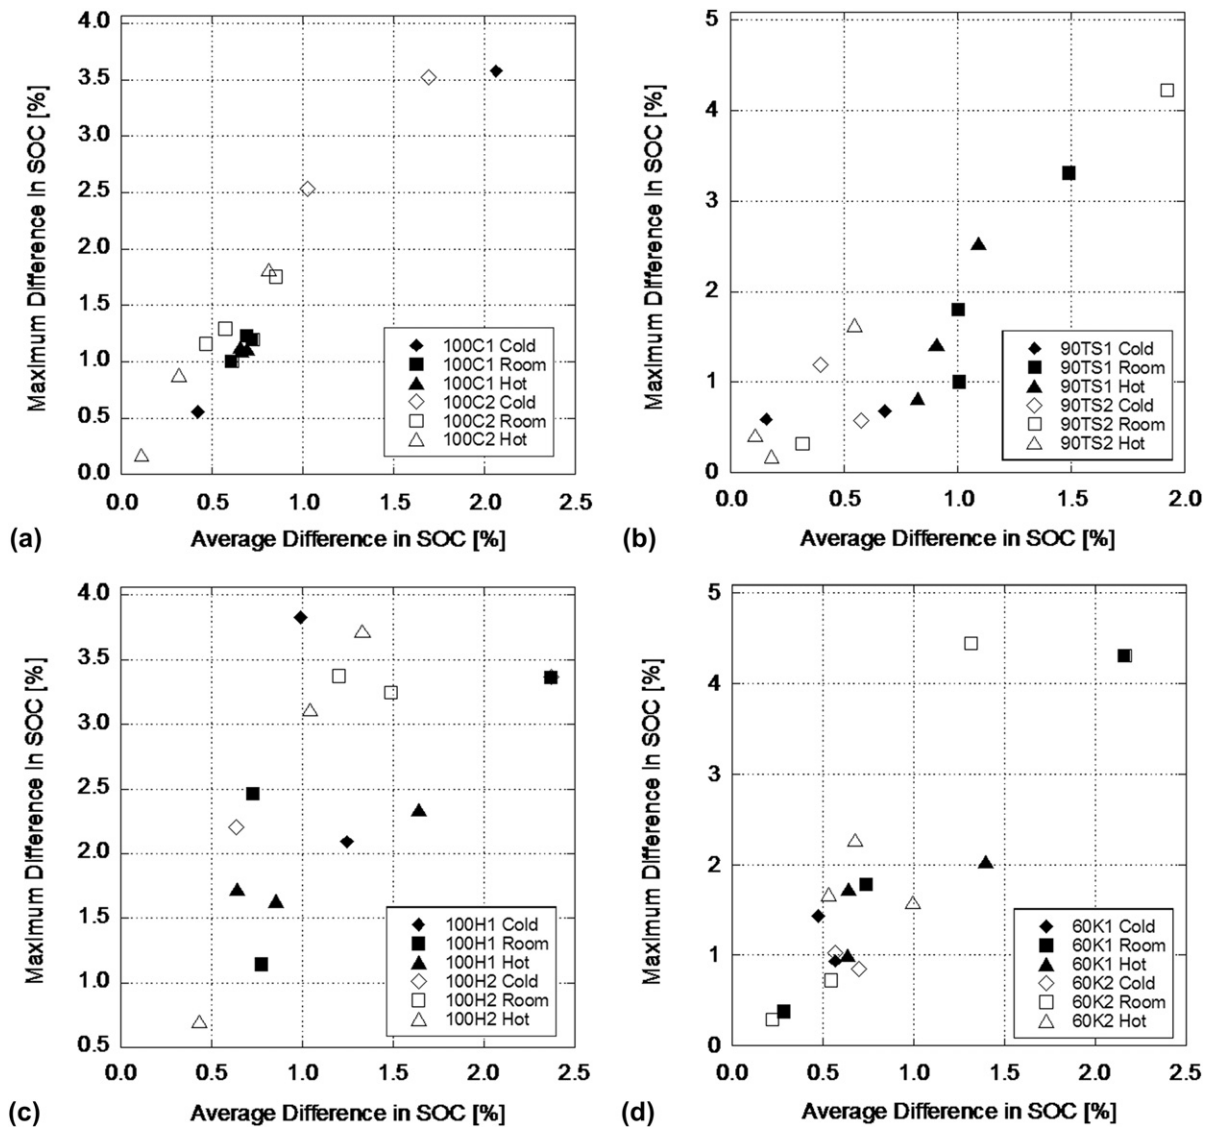 4.0
3.5
3.0
2.5
2.0
1.5
1.0
0.5
0.0
Maximum Difference in SOC [%]
100C1 Cold
100C1 Room
100C1 Hot
100C2 Cold
100C2 Room
100C2 Hot
0.0 0.5 1.0 1.5 2.0 2.5
(a) Average Difference in SOC [%]
5
4
3
2
1
0
Maximum Difference in SOC [%]
90TS1 Cold
90TS1 Room
90TS1 Hot
90TS2 Cold
90TS2 Room
90TS2 Hot
0.0 0.5 1.0 1.5 2.0
(b) Average Difference in SOC [%]
4.0
3.5
3.0
2.5
2.0
1.5
1.0
0.5
Maximum Difference in SOC [%]
100H1 Cold
100H1 Room
100H1 Hot
100H2 Cold
100H2 Room
100H2 Hot
0.0 0.5 1.0 1.5 2.0 2.5
(c) Average Difference in SOC [%]
5
4
3
2
1
0
Maximum Difference in SOC [%]
60K1 Cold
60K1 Room
60K1 Hot
60K2 Cold
60K2 Room
60K2 Hot
0.0 0.5 1.0 1.5 2.0 2.5
(d) Average Difference in SOC [%]